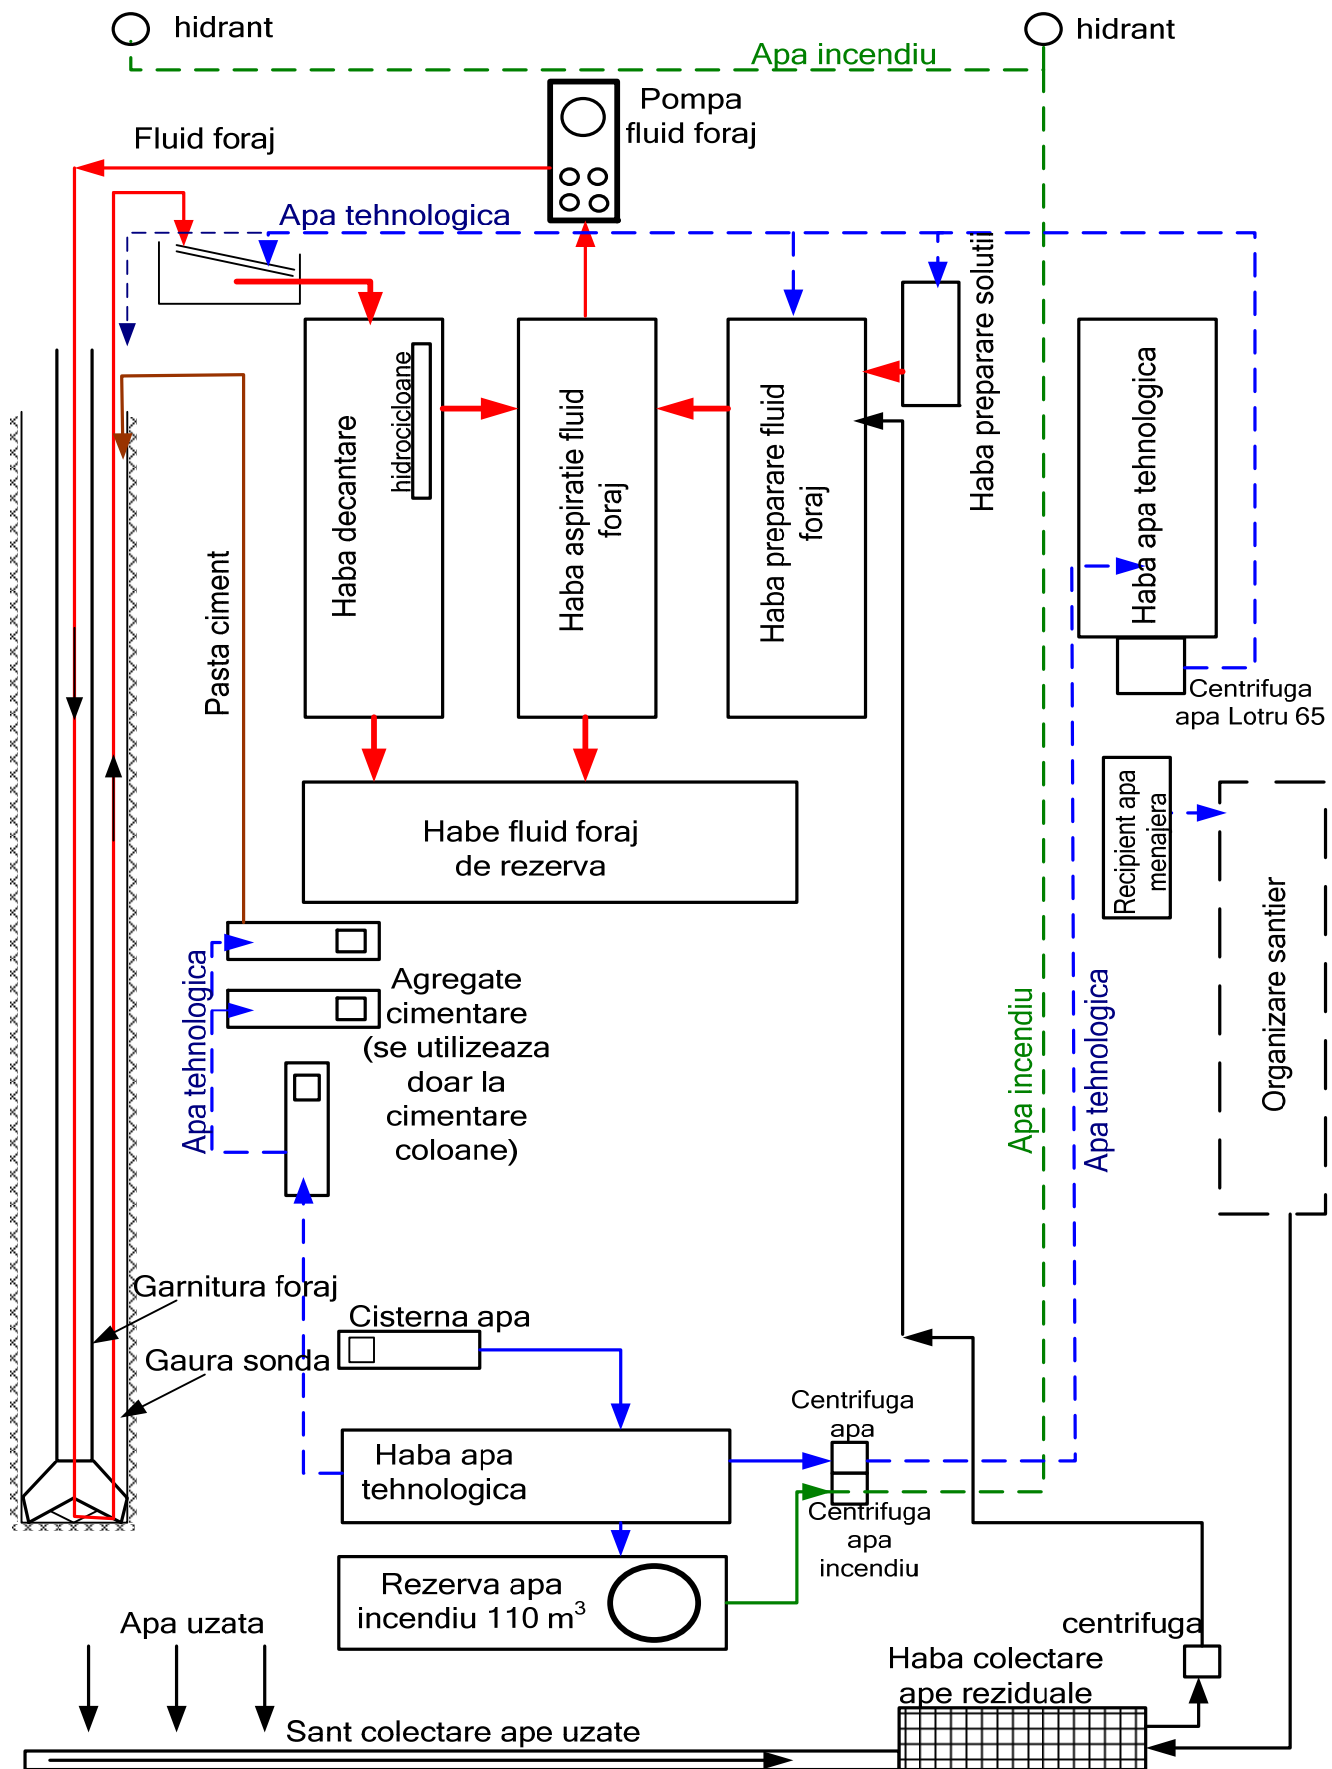 hidrant
hidrant
Apa incendiu
Pompa
fluid foraj
Fluid foraj
Apa tehnologica
Haba preparare solutii
hidrocicloane
Haba decantare
Haba aspiratie fluid
foraj
Haba preparare fluid
foraj
Haba apa tehnologica
Pasta ciment
Centrifuga
apa Lotru 65
Recipient apa
menajera
Habe fluid foraj
de rezerva
Organizare santier
Apa tehnologica
Agregate
cimentare
(se utilizeaza
doar la
cimentare
coloane)
Apa incendiu
Apa tehnologica
Garnitura foraj
Cisterna apa
Gaura sonda
Centrifuga
apa
Haba apa
tehnologica
Centrifuga
apa
incendiu
Rezerva apa
incendiu 110 m³
Apa uzata
centrifuga
Haba colectare
ape reziduale
Sant colectare ape uzate